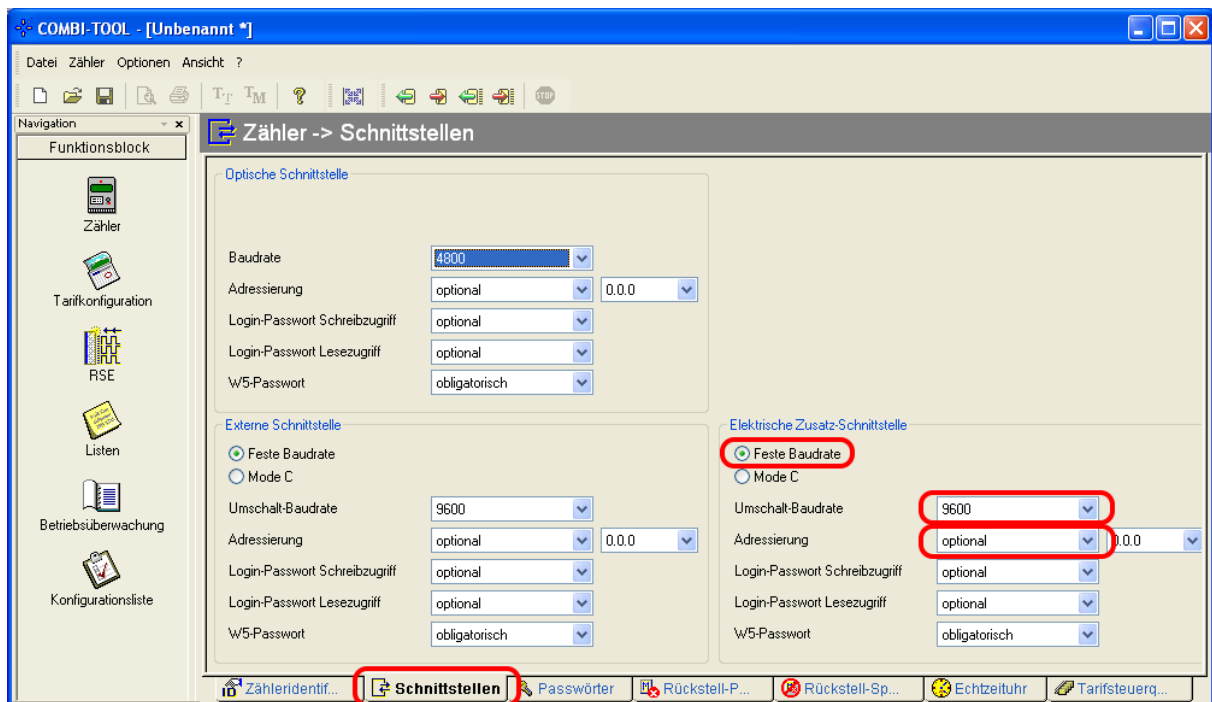 COMBI-TOOL - [Unbenannt *]
Datei Zähler Optionen Ansicht ?
TT TM ? STOP
Navigation
Funktionsblock
Zähler
Tarifkonfiguration
RSE
Listen
Betriebsüberwachung
Konfigurationsliste
Zähler -> Schnittstellen
Optische Schnittstelle
Baudrate 4800
Adressierung optional 0.0.0
Login-Passwort Schreibzugriff optional
Login-Passwort Lesezugriff optional
W5-Passwort obligatorisch
Externe Schnittstelle
Feste Baudrate
Mode C
Umschalt-Baudrate 9600
Adressierung optional 0.0.0
Login-Passwort Schreibzugriff optional
Login-Passwort Lesezugriff optional
W5-Passwort obligatorisch
Elektrische Zusatz-Schnittstelle
Feste Baudrate
Mode C
Umschalt-Baudrate 9600
Adressierung optional 0.0.0
Login-Passwort Schreibzugriff optional
Login-Passwort Lesezugriff optional
W5-Passwort obligatorisch
Zähleridentif... Schnittstellen Passwörter Rückstell-P... Rückstell-Sp... Echtzeituhr Tarifsteuerq...